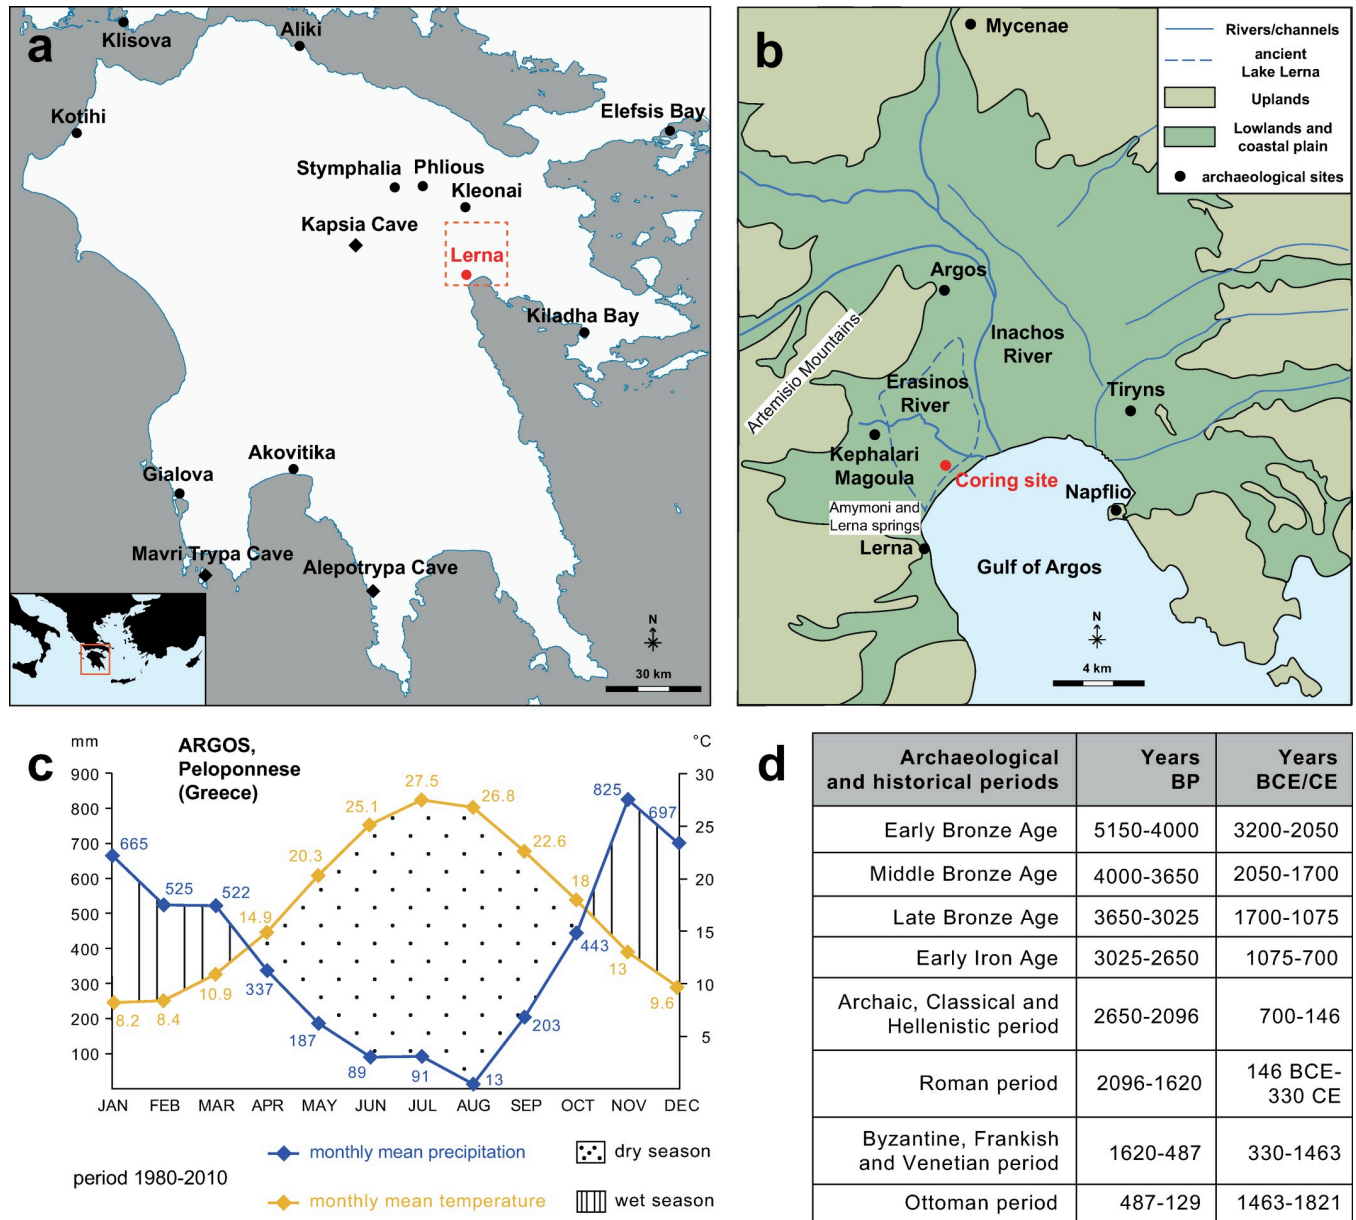 a
Klisova
Aliki
Kotihi
Elefsis Bay
Stymphalia
Phlious
Kleonai
Kapsia Cave
Lerna
Kiladha Bay
Akovitika
Gialova
Mavri Trypa Cave
Alepotrypa Cave
N
30 km
b
Mycenae
Rivers/channels
ancient
Lake Lerna
Uplands
Lowlands and
coastal plain
archaeological sites
Argos
Artemisio Mountains
Inachos
River
Erasinos
River
Tiryns
Kephalari
Magoula
Coring site
Napflio
Amymoni and
Lerna springs
Lerna
Gulf of Argos
N
4 km
c
mm
ARGOS,
Peloponnese
(Greece)
°C
900
800
700
600
500
400
300
200
100
30
25
20
15
10
5
665
525
522
337
187
89
91
13
203
443
825
697
8.2
8.4
10.9
14.9
20.3
25.1
27.5
26.8
22.6
18
13
9.6
JAN FEB MAR APR MAY JUN JUL AUG SEP OCT NOV DEC
period 1980-2010
monthly mean precipitation
monthly mean temperature
dry season
wet season
d
Archaeological
and historical periods
Years
BP
Years
BCE/CE
Early Bronze Age 5150-4000 3200-2050
Middle Bronze Age 4000-3650 2050-1700
Late Bronze Age 3650-3025 1700-1075
Early Iron Age 3025-2650 1075-700
Archaic, Classical and
Hellenistic period
2650-2096 700-146
Roman period 2096-1620
146 BCE-
330 CE
Byzantine, Frankish
and Venetian period
1620-487 330-1463
Ottoman period 487-129 1463-1821